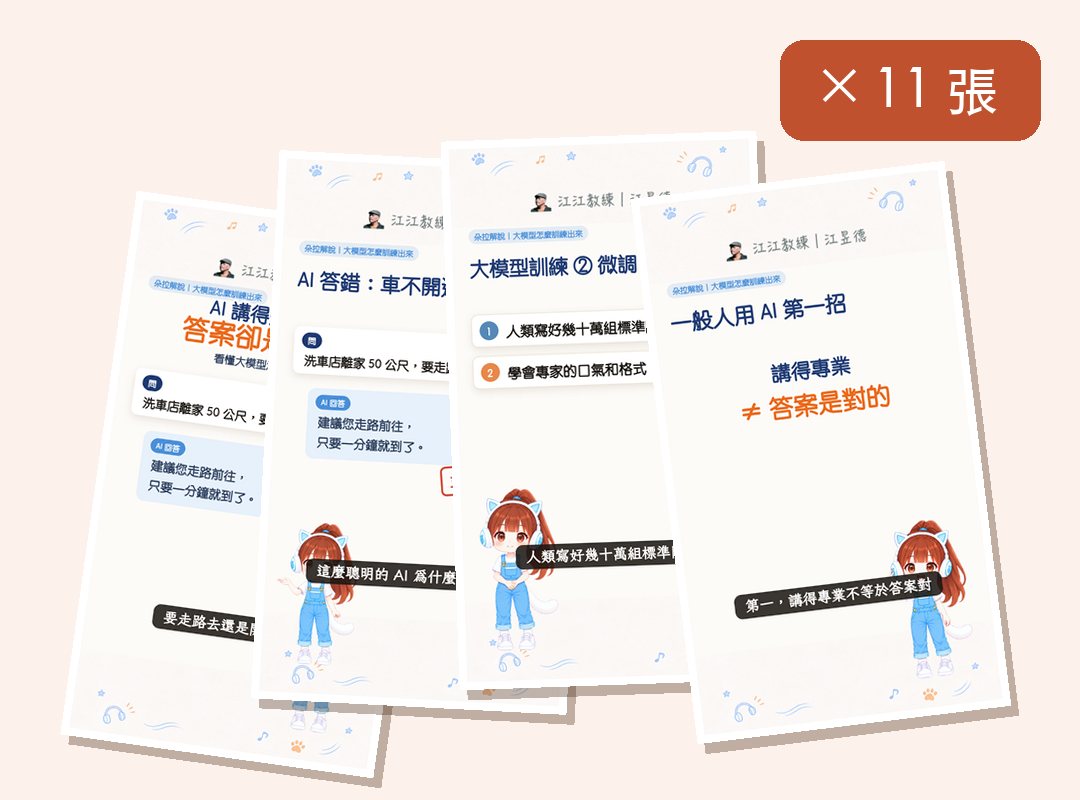 × 11 張
江江
朵拉解說｜大模型怎麼訓練出來
AI 講得
答案卻
看懂大模型
問
洗車店離家 50 公尺，要
AI 回答
建議您走路前往，
只要一分鐘就到了。
要走路去還是
江江教練
朵拉解說｜大模型怎麼訓練出來
AI 答錯：車不開
問
洗車店離家 50 公尺，要走
AI 回答
建議您走路前往，
只要一分鐘就到了。
這麼聰明的 AI 為什麼
江江教練｜江昱德
朵拉解說｜大模型怎麼訓練出來
大模型訓練 ② 微調
1 人類寫好幾十萬組標準
2 學會專家的口氣和格式
人類寫好幾十萬組標準
江江教練｜江昱德
朵拉解說｜大模型怎麼訓練出來
一般人用 AI 第一招
講得專業
≠ 答案是對的
第一，講得專業不等於答案對